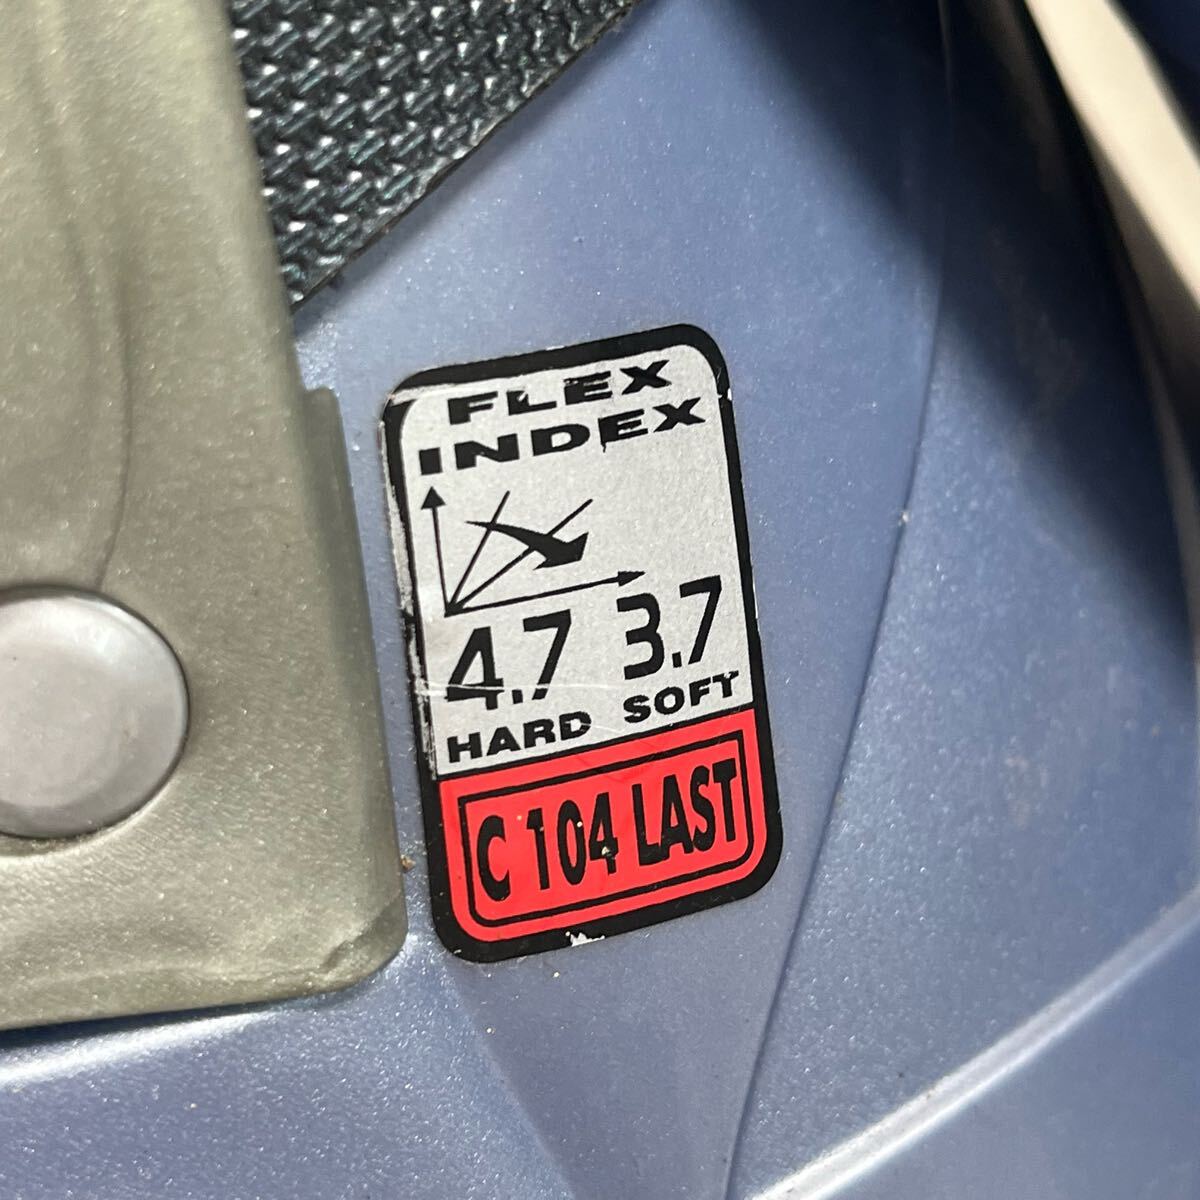 FLEX
INDEX
4.7 3.7
HARD SOFT
C 104 LAST